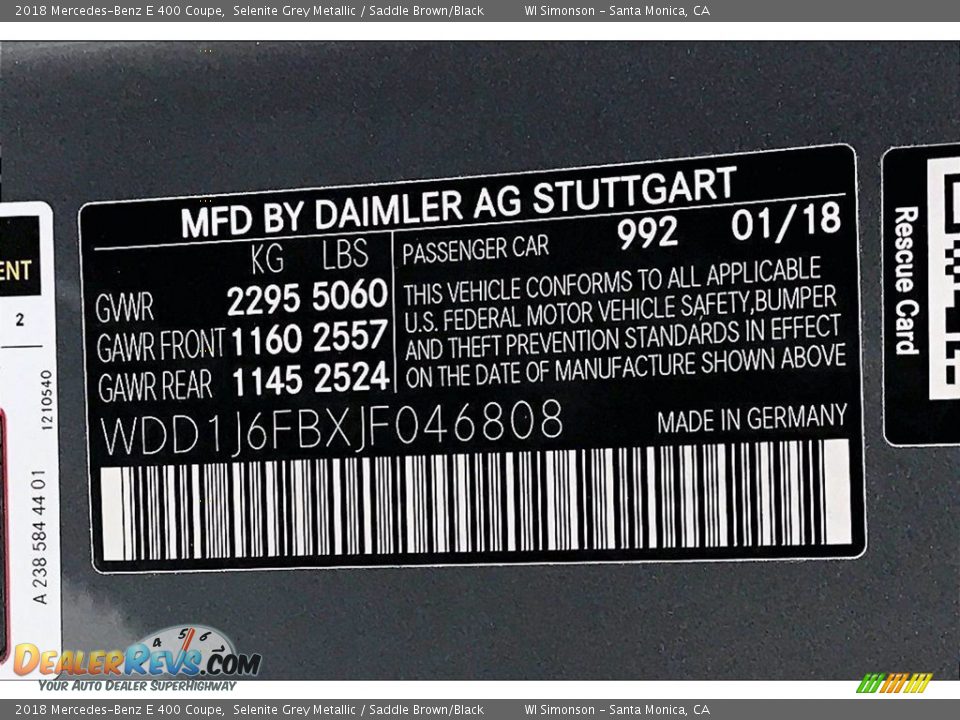 2018 Mercedes-Benz E 400 Coupe, Selenite Grey Metallic / Saddle Brown/Black WI Simonson - Santa Monica, CA
MFD BY DAIMLER AG STUTTGART
KG LBS
GVWR 2295 5060
GAWR FRONT 1160 2557
GAWR REAR 1145 2524
PASSENGER CAR 992 01/18
THIS VEHICLE CONFORMS TO ALL APPLICABLE
U.S. FEDERAL MOTOR VEHICLE SAFETY,BUMPER
AND THEFT PREVENTION STANDARDS IN EFFECT
ON THE DATE OF MANUFACTURE SHOWN ABOVE
WDD1J6FBXJF046808
MADE IN GERMANY
Rescue Card
ENT
2
1210540
A 238 584 44 01
4 5 6
DEALERREVS.COM
YOUR AUTO DEALER SUPERHIGHWAY
2018 Mercedes-Benz E 400 Coupe, Selenite Grey Metallic / Saddle Brown/Black WI Simonson - Santa Monica, CA